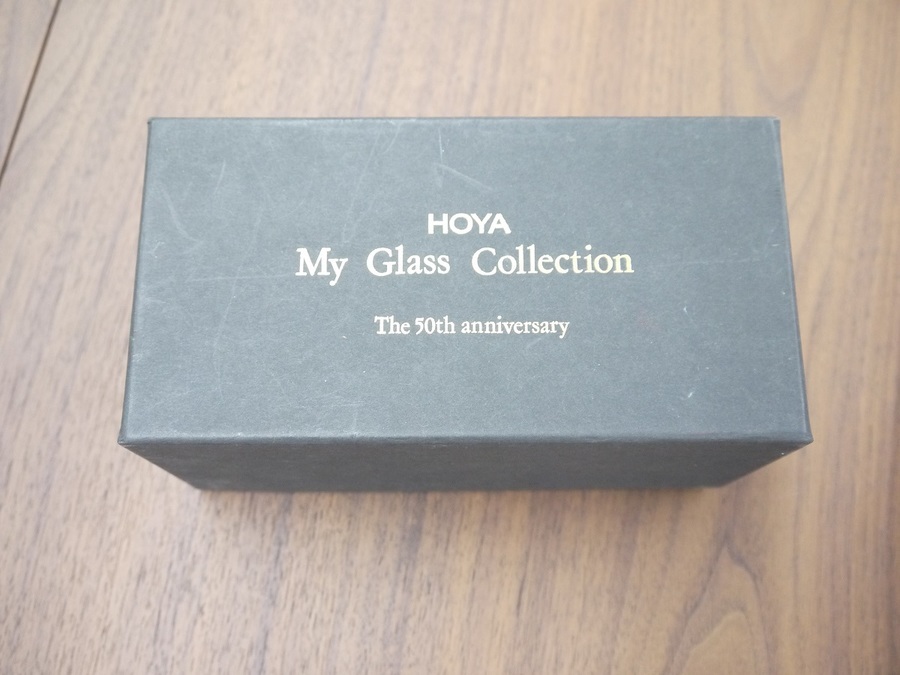 HOYA
My Glass Collection
The 50th anniversary